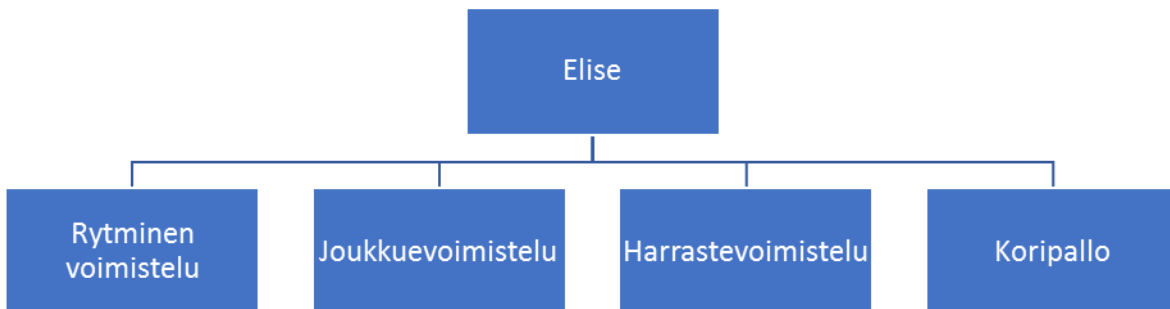 Elise
Rytminen
voimistelu
Joukkuevoimistelu
Harrastevoimistelu
Koripallo